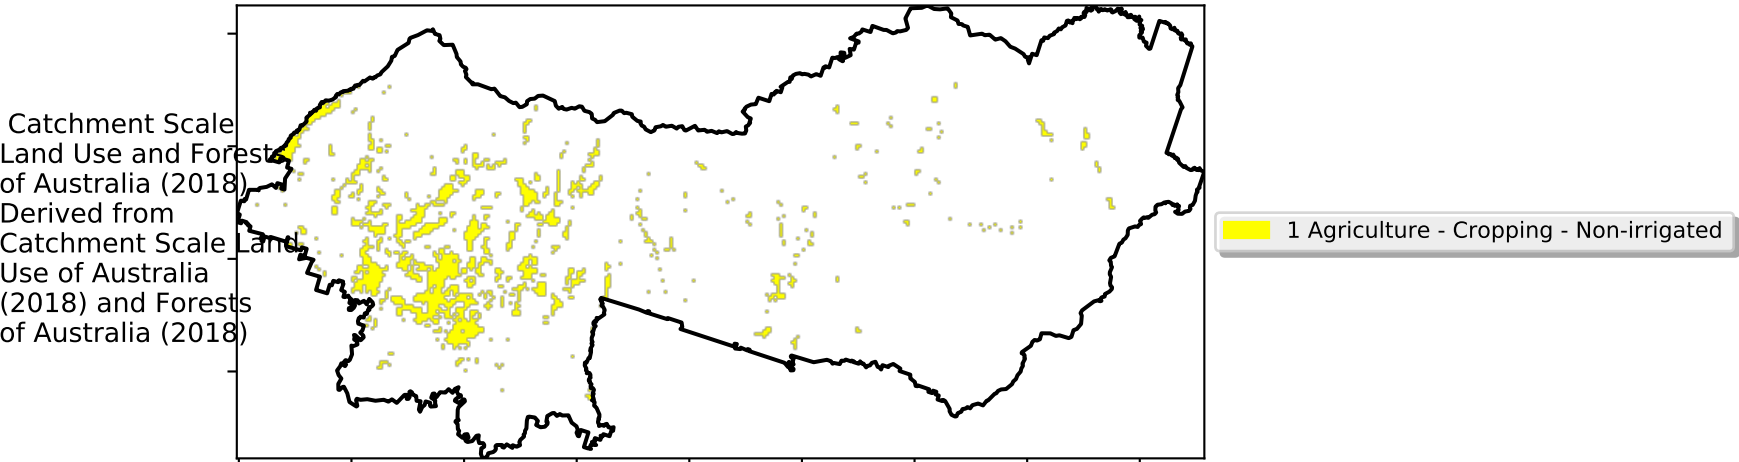 Catchment Scale
Land Use and Forests
of Australia (2018)
Derived from
Catchment Scale Land
Use of Australia
(2018) and Forests
of Australia (2018)
1 Agriculture - Cropping - Non-irrigated